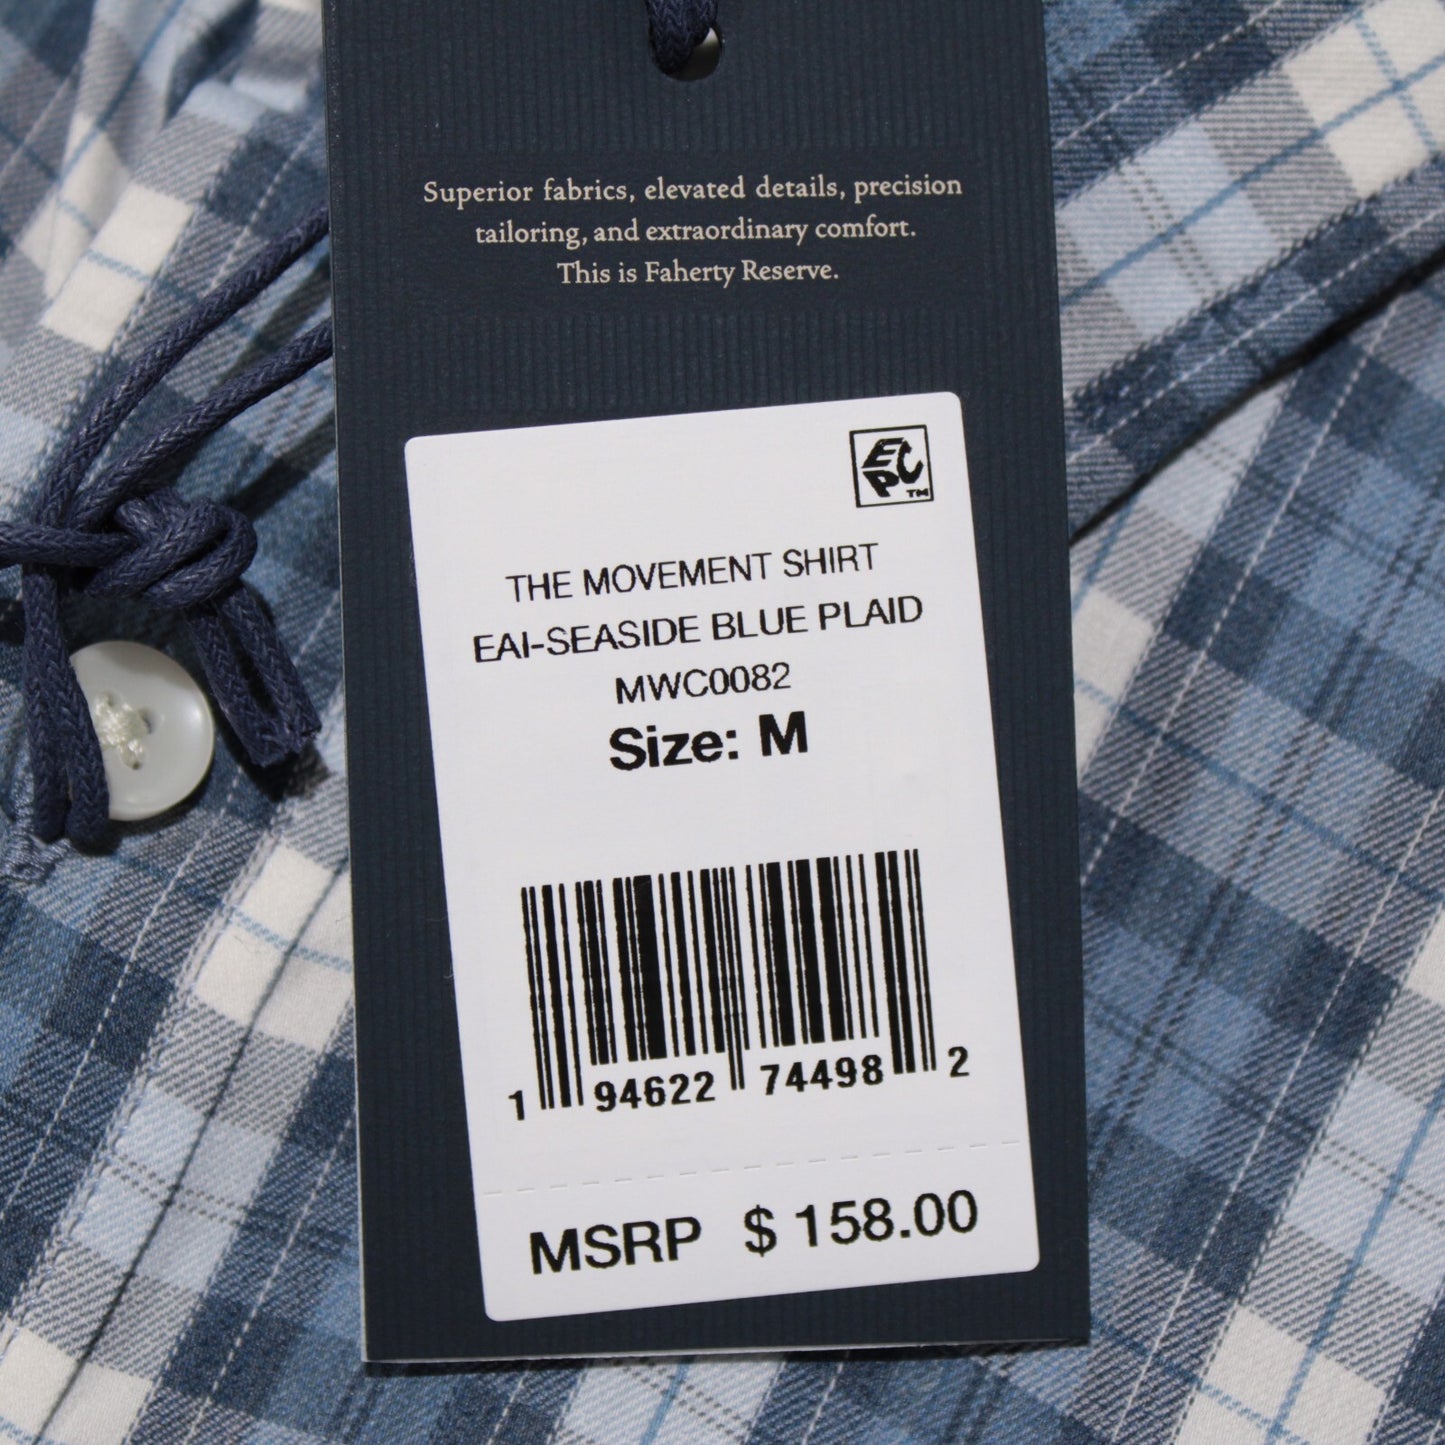 Superior fabrics, elevated details, precision
tailoring, and extraordinary comfort.
This is Faherty Reserve.
EPC™
THE MOVEMENT SHIRT
EAI-SEASIDE BLUE PLAID
MWC0082
Size: M
1 94622 74498 2
MSRP $ 158.00